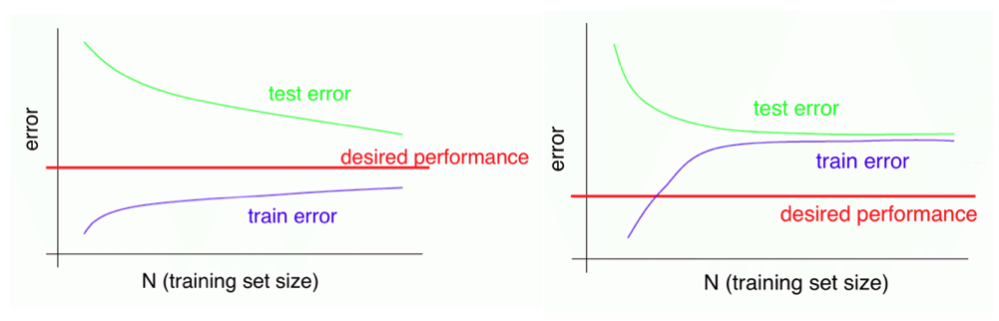 error
test error
desired performance
train error
N (training set size)
error
test error
train error
desired performance
N (training set size)